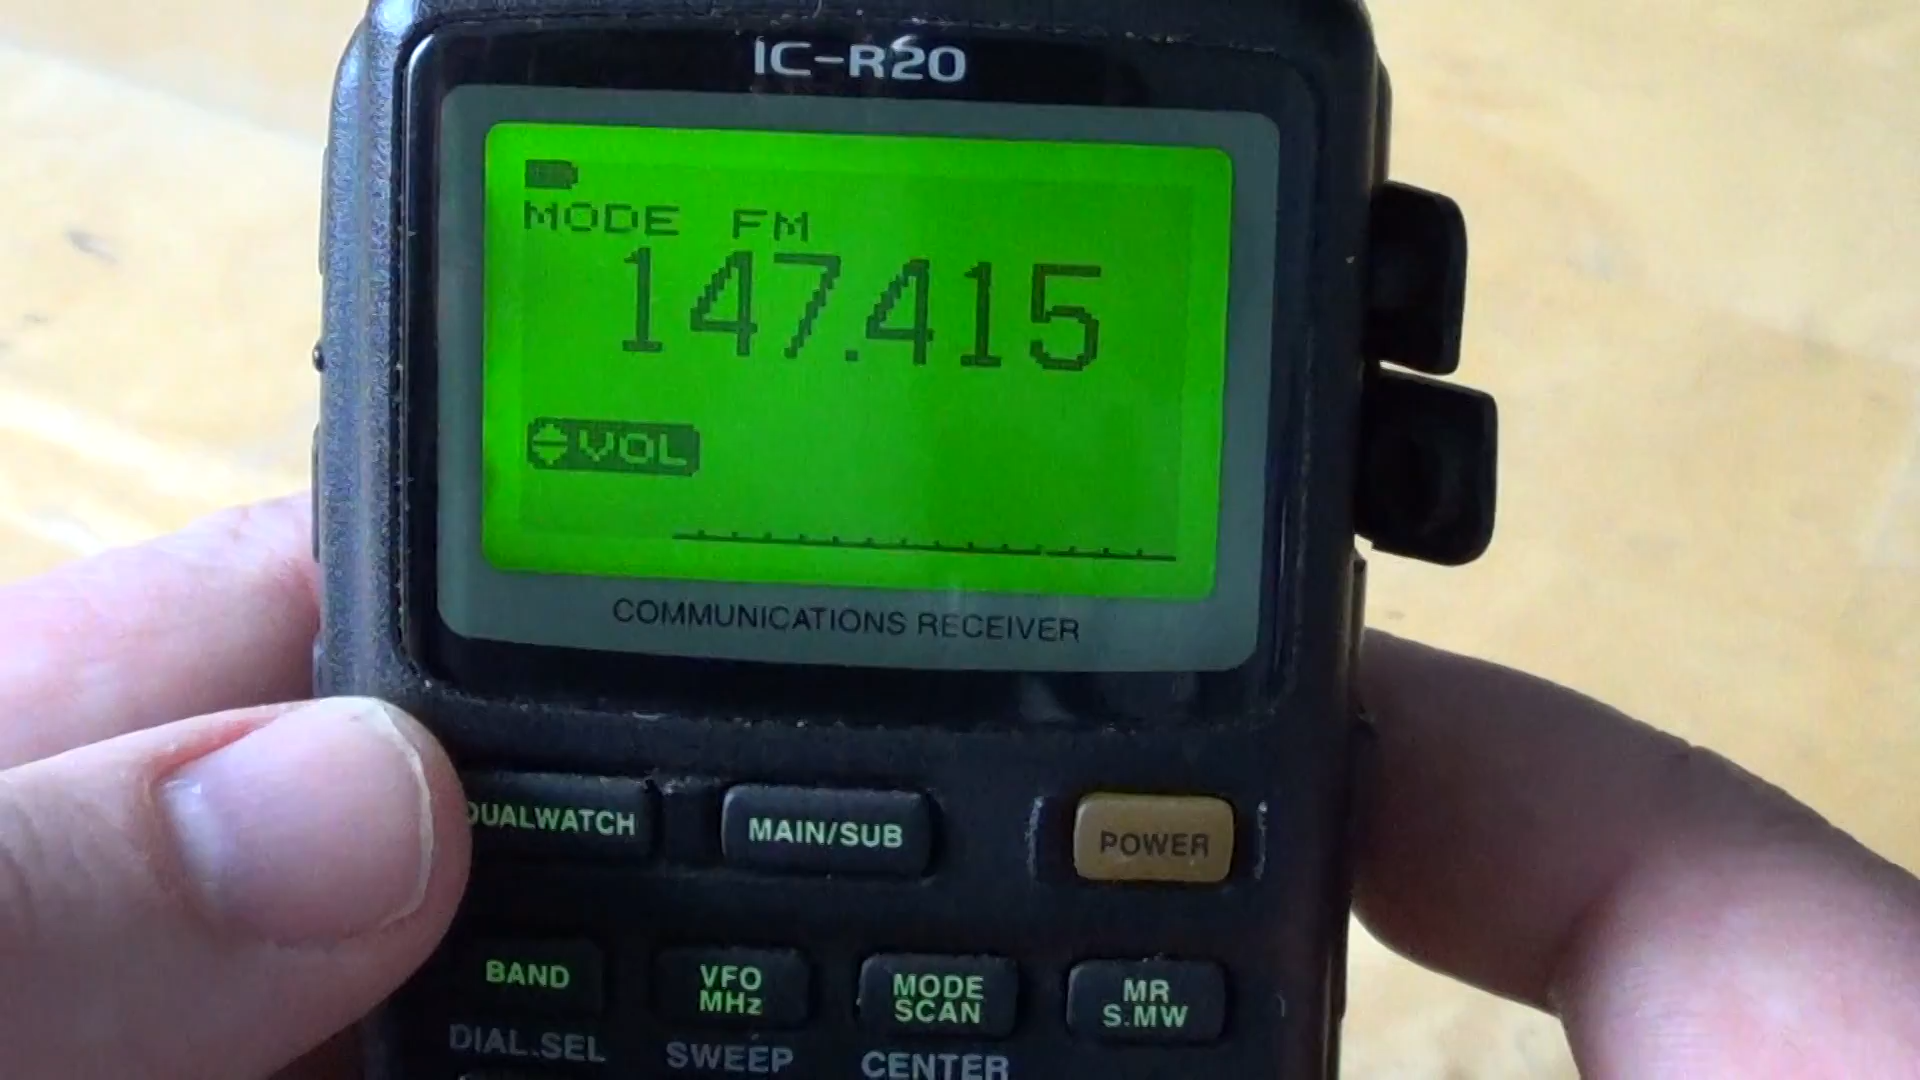 IC-R20
MODE FM
147.415
VOL
COMMUNICATIONS RECEIVER
DUALWATCH
MAIN/SUB
POWER
BAND
VFO
MHz
MODE
SCAN
MR
S.MW
DIAL.SEL
SWEEP
CENTER